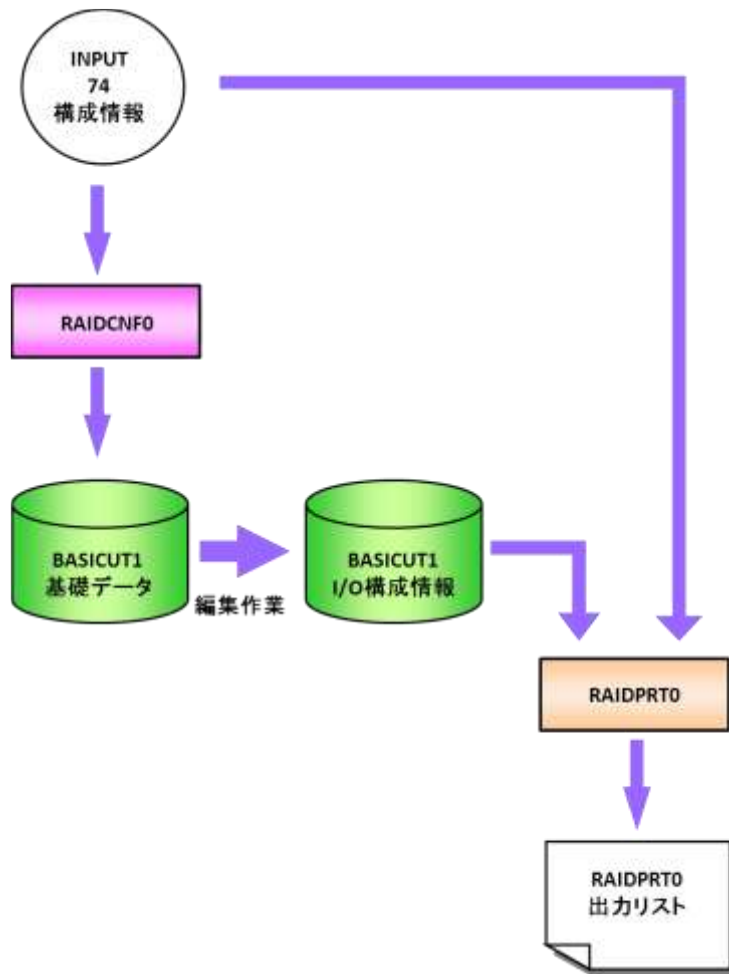 INPUT
74
構成情報
RAIDCNF0
BASICUT1
基礎データ
編集作業
BASICUT1
I/O構成情報
RAIDPRT0
RAIDPRT0
出力リスト